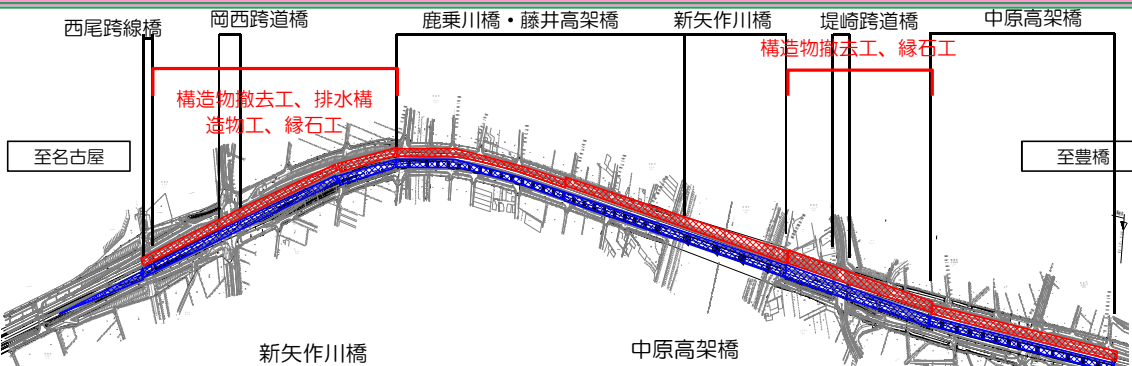 西尾跨線橋
岡西跨道橋
鹿乗川橋・藤井高架橋
新矢作川橋
堤崎跨道橋
中原高架橋
構造物撤去工、排水構
造物工、縁石工
構造物撤去工、縁石工
至名古屋
至豊橋
新矢作川橋
中原高架橋